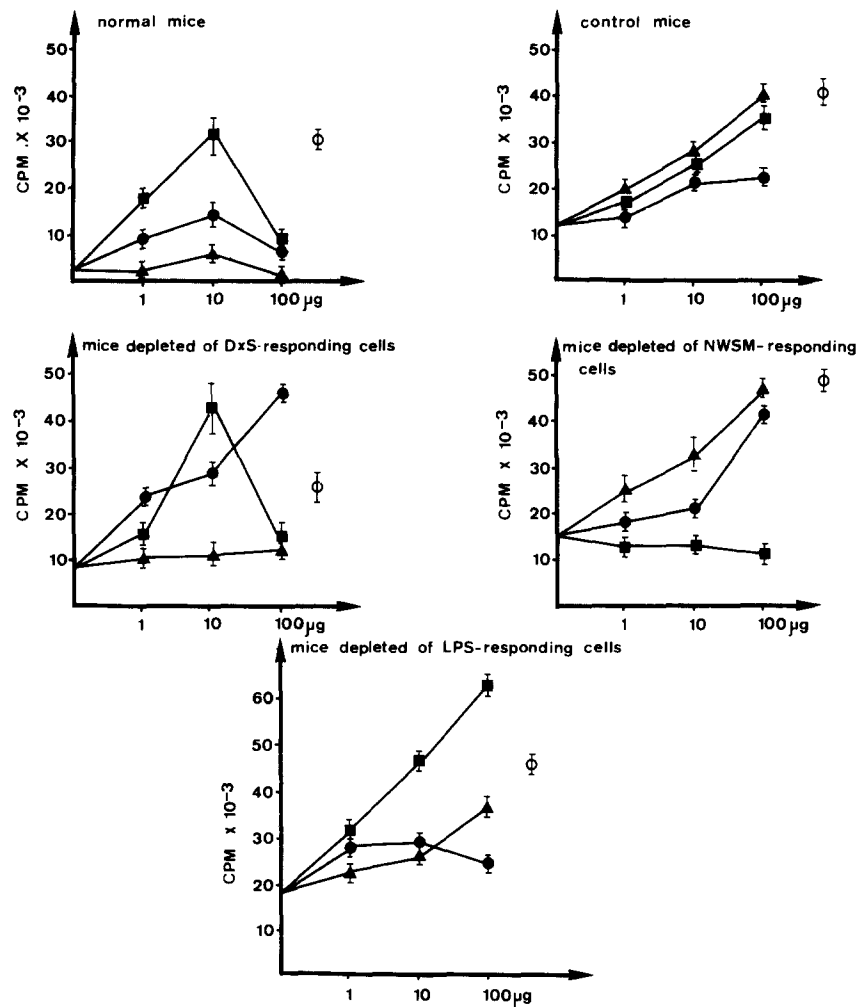 normal mice
CPM . X 10-3
50
40
30
20
10
1 10 100 µg
control mice
CPM X 10-3
50
40
30
20
10
1 10 100 µg
mice depleted of DxS-responding cells
CPM X 10-3
50
40
30
20
10
1 10 100 µg
mice depleted of NWSM-responding
cells
CPM X 10-3
50
40
30
20
10
1 10 100 µg
mice depleted of LPS-responding cells
CPM x 10-3
60
50
40
30
20
10
1 10 100 µg